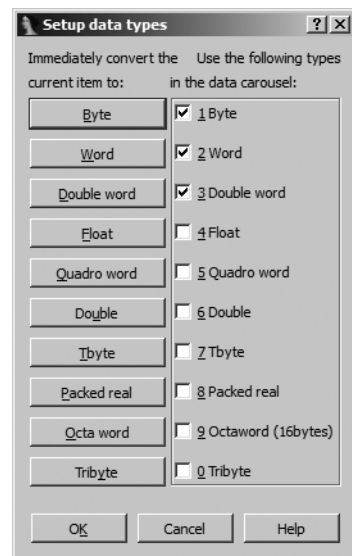 Setup data types
Immediately convert the Use the following types
current item to: in the data carousel:
Byte 1 Byte
Word 2 Word
Double word 3 Double word
Float 4 Float
Quadro word 5 Quadro word
Double 6 Double
Tbyte 7 Tbyte
Packed real 8 Packed real
Octa word 9 Octaword (16bytes)
Tribyte 0 Tribyte
OK Cancel Help